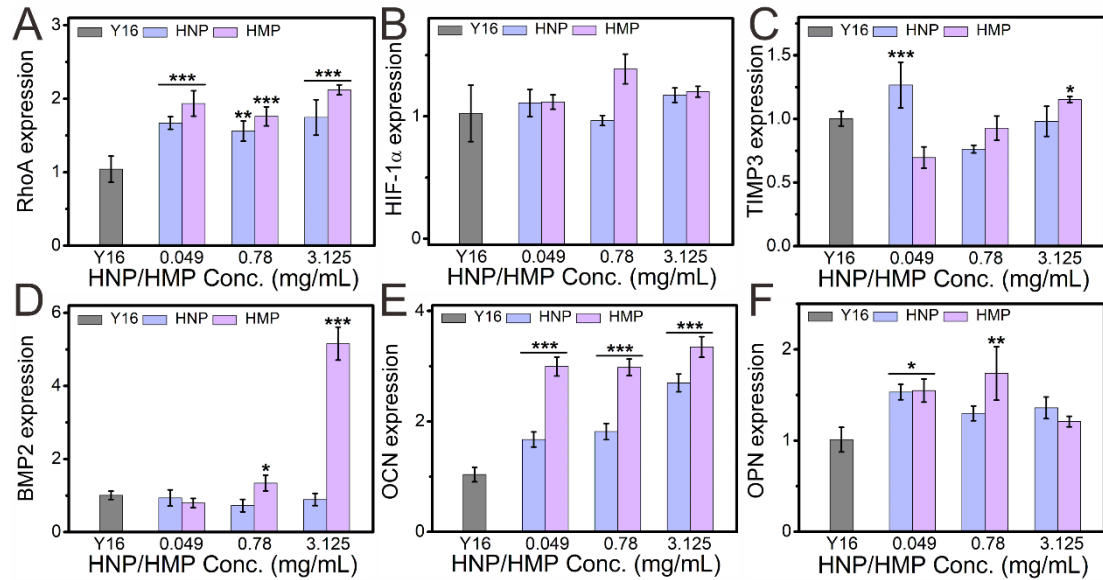 A
Y16 HNP HMP
RhoA expression
3
2
1
0
***
** ***
***
Y16 0.049 0.78 3.125
HNP/HMP Conc. (mg/mL)
B
Y16 HNP HMP
HIF-1α expression
1
0
Y16 0.049 0.78 3.125
HNP/HMP Conc. (mg/mL)
C
Y16 HNP HMP
TIMP3 expression
1.5
1.0
0.5
0.0
***
*
Y16 0.049 0.78 3.125
HNP/HMP Conc. (mg/mL)
D
Y16 HNP HMP
BMP2 expression
6
4
2
0
*
***
Y16 0.049 0.78 3.125
HNP/HMP Conc. (mg/mL)
E
Y16 HNP HMP
OCN expression
4
2
0
***
***
***
Y16 0.049 0.78 3.125
HNP/HMP Conc. (mg/mL)
F
Y16 HNP HMP
OPN expression
2
1
0
*
**
Y16 0.049 0.78 3.125
HNP/HMP Conc. (mg/mL)